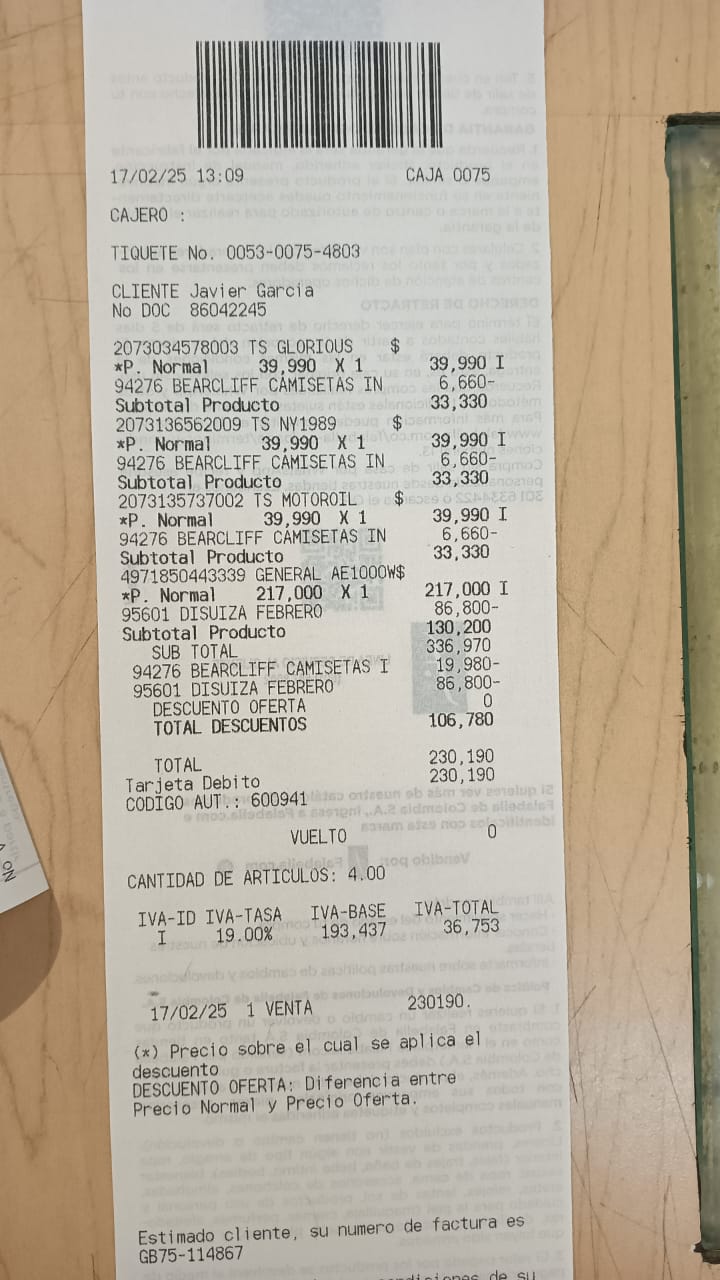 17/02/25 13:09 CAJA 0075
CAJERO :
TIQUETE No. 0053-0075-4803
CLIENTE Javier Garcia
No DOC 86042245
2073034578003 TS GLORIOUS $
*P. Normal 39,990 X 1 39,990 I
94276 BEARCLIFF CAMISETAS IN 6,660-
Subtotal Producto 33,330
2073136562009 TS NY1989 $
*P. Normal 39,990 X 1 39,990 I
94276 BEARCLIFF CAMISETAS IN 6,660-
Subtotal Producto 33,330
2073135737002 TS MOTOROIL $
*P. Normal 39,990 X 1 39,990 I
94276 BEARCLIFF CAMISETAS IN 6,660-
Subtotal Producto 33,330
4971850443339 GENERAL AE1000W$
*P. Normal 217,000 X 1 217,000 I
95601 DISUIZA FEBRERO 86,800-
Subtotal Producto 130,200
SUB TOTAL 336,970
94276 BEARCLIFF CAMISETAS I 19,980-
95601 DISUIZA FEBRERO 86,800-
DESCUENTO OFERTA 0
TOTAL DESCUENTOS 106,780
TOTAL 230,190
Tarjeta Debito 230,190
CODIGO AUT.: 600941
VUELTO 0
CANTIDAD DE ARTICULOS: 4.00
IVA-ID IVA-TASA IVA-BASE IVA-TOTAL
I 19.00% 193,437 36,753
17/02/25 1 VENTA 230190.
(*) Precio sobre el cual se aplica el
descuento
DESCUENTO OFERTA: Diferencia entre
Precio Normal y Precio Oferta.
Estimado cliente, su numero de factura es
GB75-114867
de su